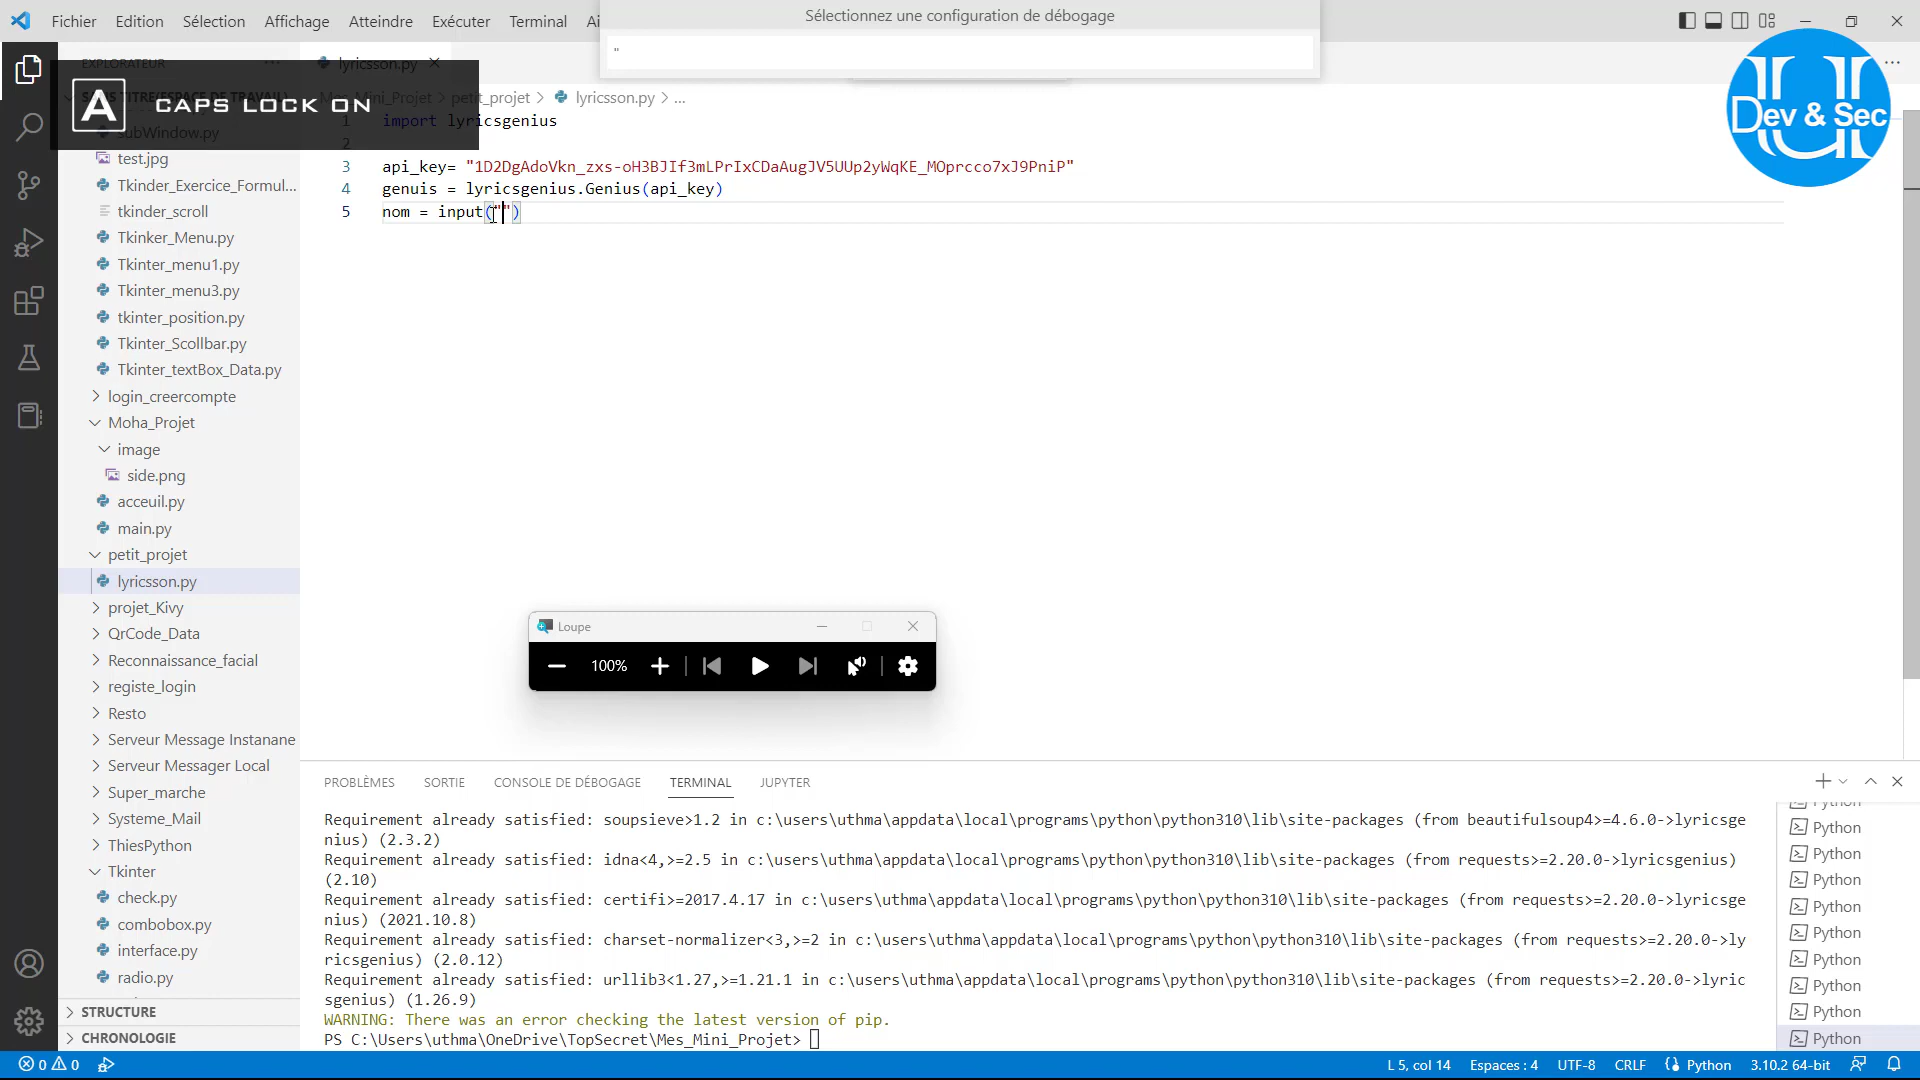 Fichier Edition Sélection Affichage Atteindre Exécuter Terminal Ai
Sélectionnez une configuration de débogage
"
EXPLORATEUR
lyricsson.py
A CAPS LOCK ON
Dev & Sec
Mes_Mini_Projet > petit_projet > lyricsson.py > ...
1 import lyricsgenius
2
3 api_key= "1D2DgAdoVkn_zxs-oH3BJIf3mLPrIxCDaAugJV5UUp2yWqKE_MOprcco7xJ9PniP"
4 genuis = lyricsgenius.Genius(api_key)
5 nom = input("")
subWindow.py
test.jpg
Tkinder_Exercice_Formul...
tkinder_scroll
Tkinker_Menu.py
Tkinter_menu1.py
Tkinter_menu3.py
tkinter_position.py
Tkinter_Scollbar.py
Tkinter_textBox_Data.py
login_creercompte
Moha_Projet
image
side.png
acceuil.py
main.py
petit_projet
lyricsson.py
projet_Kivy
QrCode_Data
Reconnaissance_facial
registe_login
Resto
Serveur Message Instanane
Serveur Messager Local
Super_marche
Systeme_Mail
ThiesPython
Tkinter
check.py
combobox.py
interface.py
radio.py
STRUCTURE
CHRONOLOGIE
Loupe
100%
PROBLÈMES SORTIE CONSOLE DE DÉBOGAGE TERMINAL JUPYTER
Requirement already satisfied: soupsieve>1.2 in c:\users\uthma\appdata\local\programs\python\python310\lib\site-packages (from beautifulsoup4>=4.6.0->lyricsge
nius) (2.3.2)
Requirement already satisfied: idna<4,>=2.5 in c:\users\uthma\appdata\local\programs\python\python310\lib\site-packages (from requests>=2.20.0->lyricsgenius)
(2.10)
Requirement already satisfied: certifi>=2017.4.17 in c:\users\uthma\appdata\local\programs\python\python310\lib\site-packages (from requests>=2.20.0->lyricsge
nius) (2021.10.8)
Requirement already satisfied: charset-normalizer<3,>=2 in c:\users\uthma\appdata\local\programs\python\python310\lib\site-packages (from requests>=2.20.0->ly
ricsgenius) (2.0.12)
Requirement already satisfied: urllib3<1.27,>=1.21.1 in c:\users\uthma\appdata\local\programs\python\python310\lib\site-packages (from requests>=2.20.0->lyric
sgenius) (1.26.9)
WARNING: There was an error checking the latest version of pip.
PS C:\Users\uthma\OneDrive\TopSecret\Mes_Mini_Projet>
Python
Python
Python
Python
Python
Python
Python
Python
Python
Python
0 0
L 5, col 14 Espaces : 4 UTF-8 CRLF Python 3.10.2 64-bit